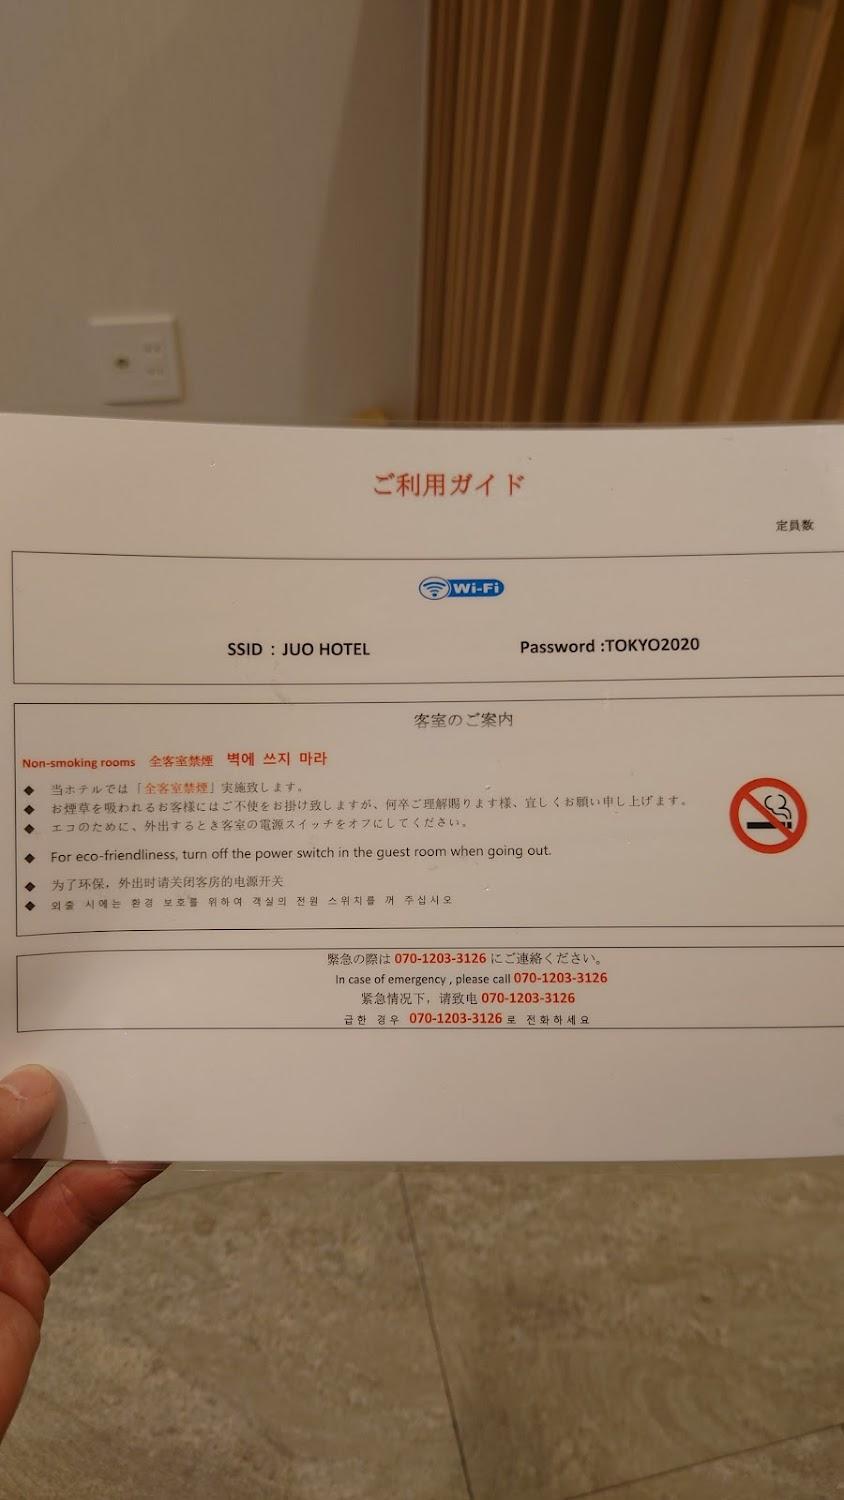 ご利用ガイド
定員数
Wi-Fi
SSID：JUO HOTEL Password :TOKYO2020
客室のご案内
Non-smoking rooms 全客室禁煙 벽에 쓰지 마라
◆ 当ホテルでは「全客室禁煙」実施致します。
◆ お煙草を吸われるお客様にはご不使をお掛け致しますが、何卒ご理解賜ります様、宜しくお願い申し上げます。
◆ エコのために、外出するとき客室の電源スイッチをオフにしてください。
◆ For eco-friendliness, turn off the power switch in the guest room when going out.
◆ 为了环保，外出时请关闭客房的电源开关
◆ 외출 시에는 환경 보호를 위하여 객실의 전원 스위치를 꺼 주십시오
緊急の際は 070-1203-3126 にご連絡ください。
In case of emergency , please call 070-1203-3126
紧急情况下，请致电 070-1203-3126
급한 경우 070-1203-3126 로 전화하세요